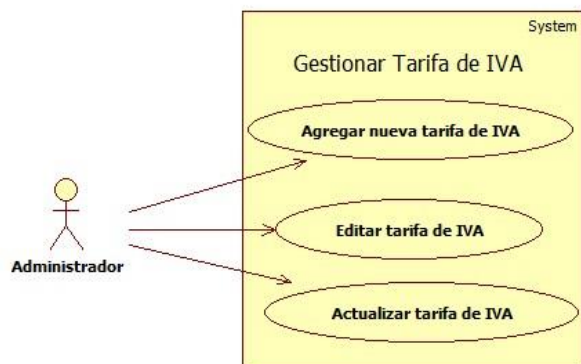 System
Gestionar Tarifa de IVA
Agregar nueva tarifa de IVA
Editar tarifa de IVA
Administrador
Actualizar tarifa de IVA